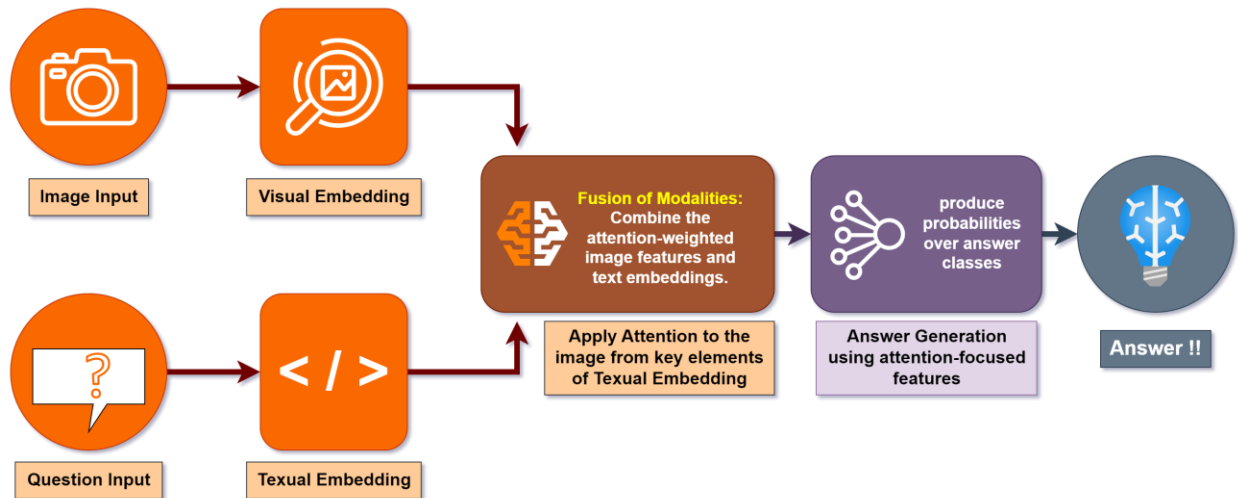 Image Input
Visual Embedding
Fusion of Modalities:
Combine the
attention-weighted
image features and
text embeddings.
produce
probabilities
over answer
classes
Apply Attention to the
image from key elements
of Texual Embedding
Answer Generation
using attention-focused
features
Answer !!
?
< / >
Question Input
Texual Embedding